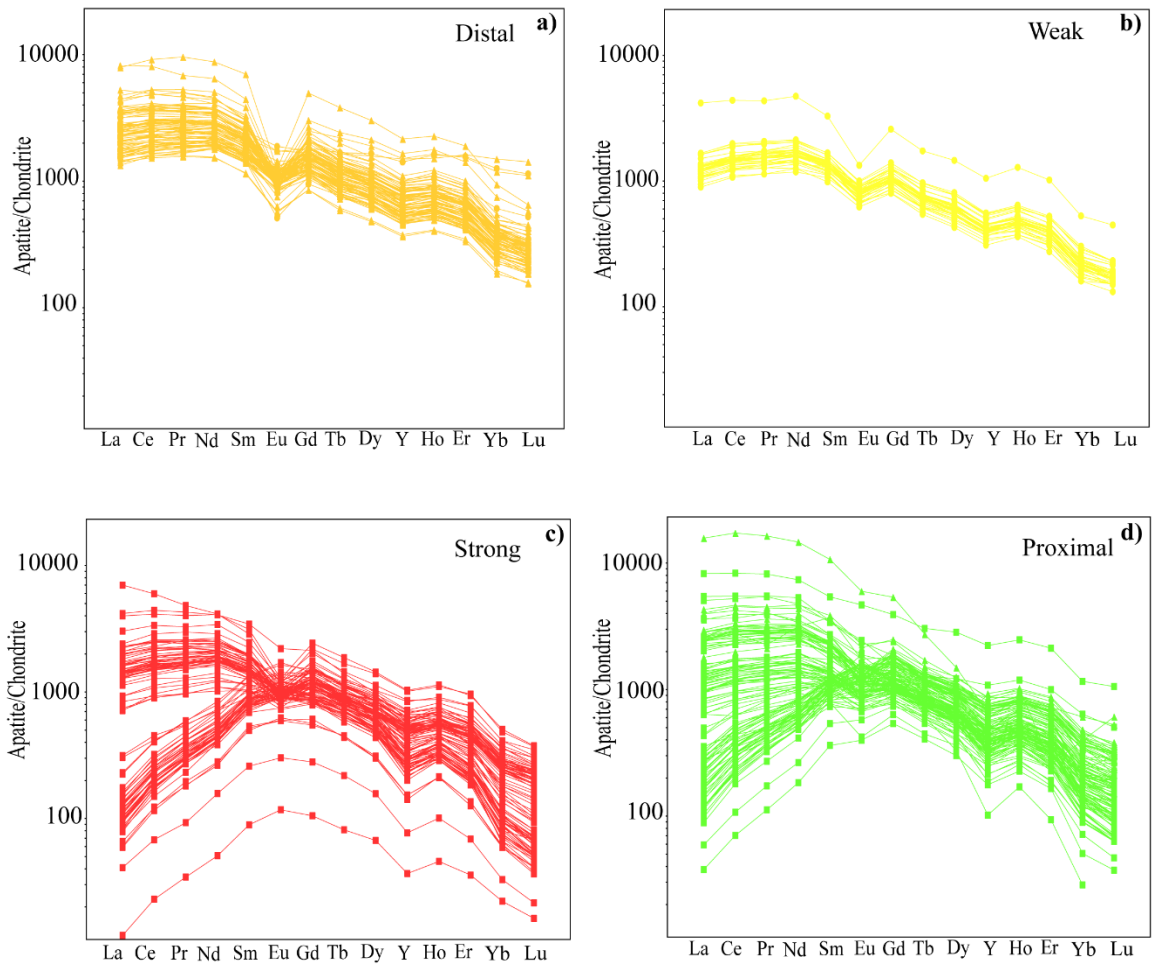 a)
Distal
10000
1000
100
Apatite/Chondrite
La Ce Pr Nd Sm Eu Gd Tb Dy Y Ho Er Yb Lu
b)
Weak
10000
1000
100
Apatite/Chondrite
La Ce Pr Nd Sm Eu Gd Tb Dy Y Ho Er Yb Lu
c)
Strong
10000
1000
100
Apatite/Chondrite
La Ce Pr Nd Sm Eu Gd Tb Dy Y Ho Er Yb Lu
d)
Proximal
10000
1000
100
Apatite/Chondrite
La Ce Pr Nd Sm Eu Gd Tb Dy Y Ho Er Yb Lu